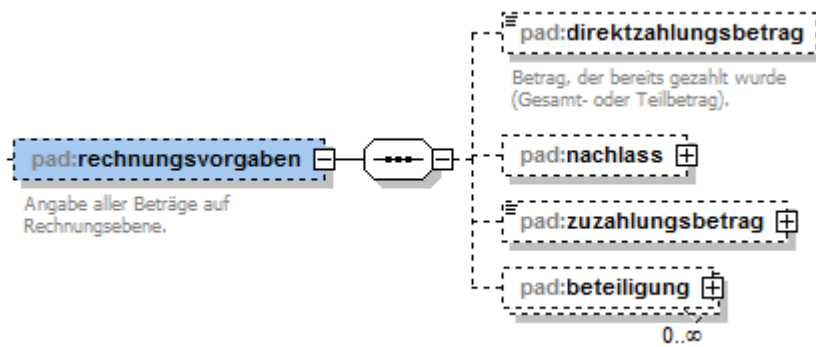 pad:direktzahlungsbetrag
Betrag, der bereits gezahlt wurde
(Gesamt- oder Teilbetrag).
pad:nachlass
pad:rechnungsvorgaben
Angabe aller Beträge auf
Rechnungsebene.
pad:zuzahlungsbetrag
pad:beteiligung
0..∞